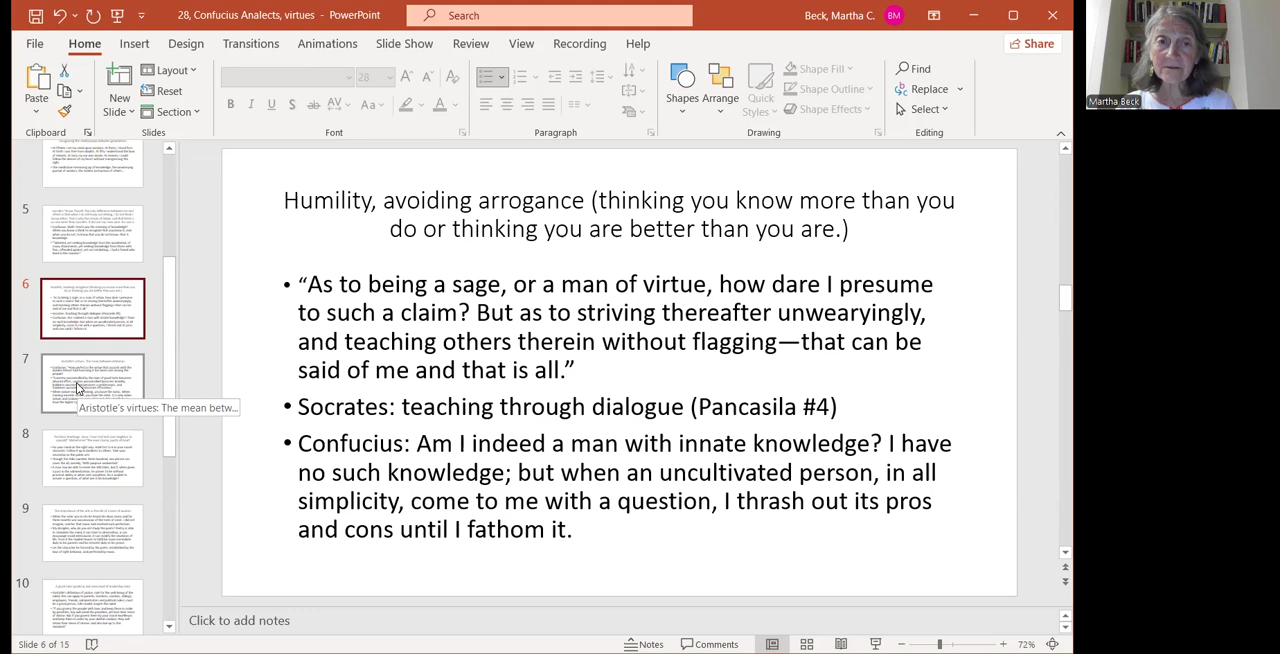 28, Confucius Analects, virtues - PowerPoint
Search
Beck, Martha C.
BM
File
Home
Insert
Design
Transitions
Animations
Slide Show
Review
View
Recording
Help
Share
Paste
New
Slide
Layout
Reset
Section
28
Shapes
Arrange
Quick
Styles
Shape Fill
Shape Outline
Shape Effects
Find
Replace
Select
Clipboard
Slides
Font
Paragraph
Drawing
Editing
Martha Beck
5
6
7
8
9
10
Aristotle's virtues: The mean betw...
Humility, avoiding arrogance (thinking you know more than you
do or thinking you are better than you are.)
• “As to being a sage, or a man of virtue, how dare I presume
to such a claim? But as to striving thereafter unwearyingly,
and teaching others therein without flagging—that can be
said of me and that is all.”
• Socrates: teaching through dialogue (Pancasila #4)
• Confucius: Am I indeed a man with innate knowledge? I have
no such knowledge; but when an uncultivated person, in all
simplicity, come to me with a question, I thrash out its pros
and cons until I fathom it.
Click to add notes
Slide 6 of 15
Notes
Comments
72%